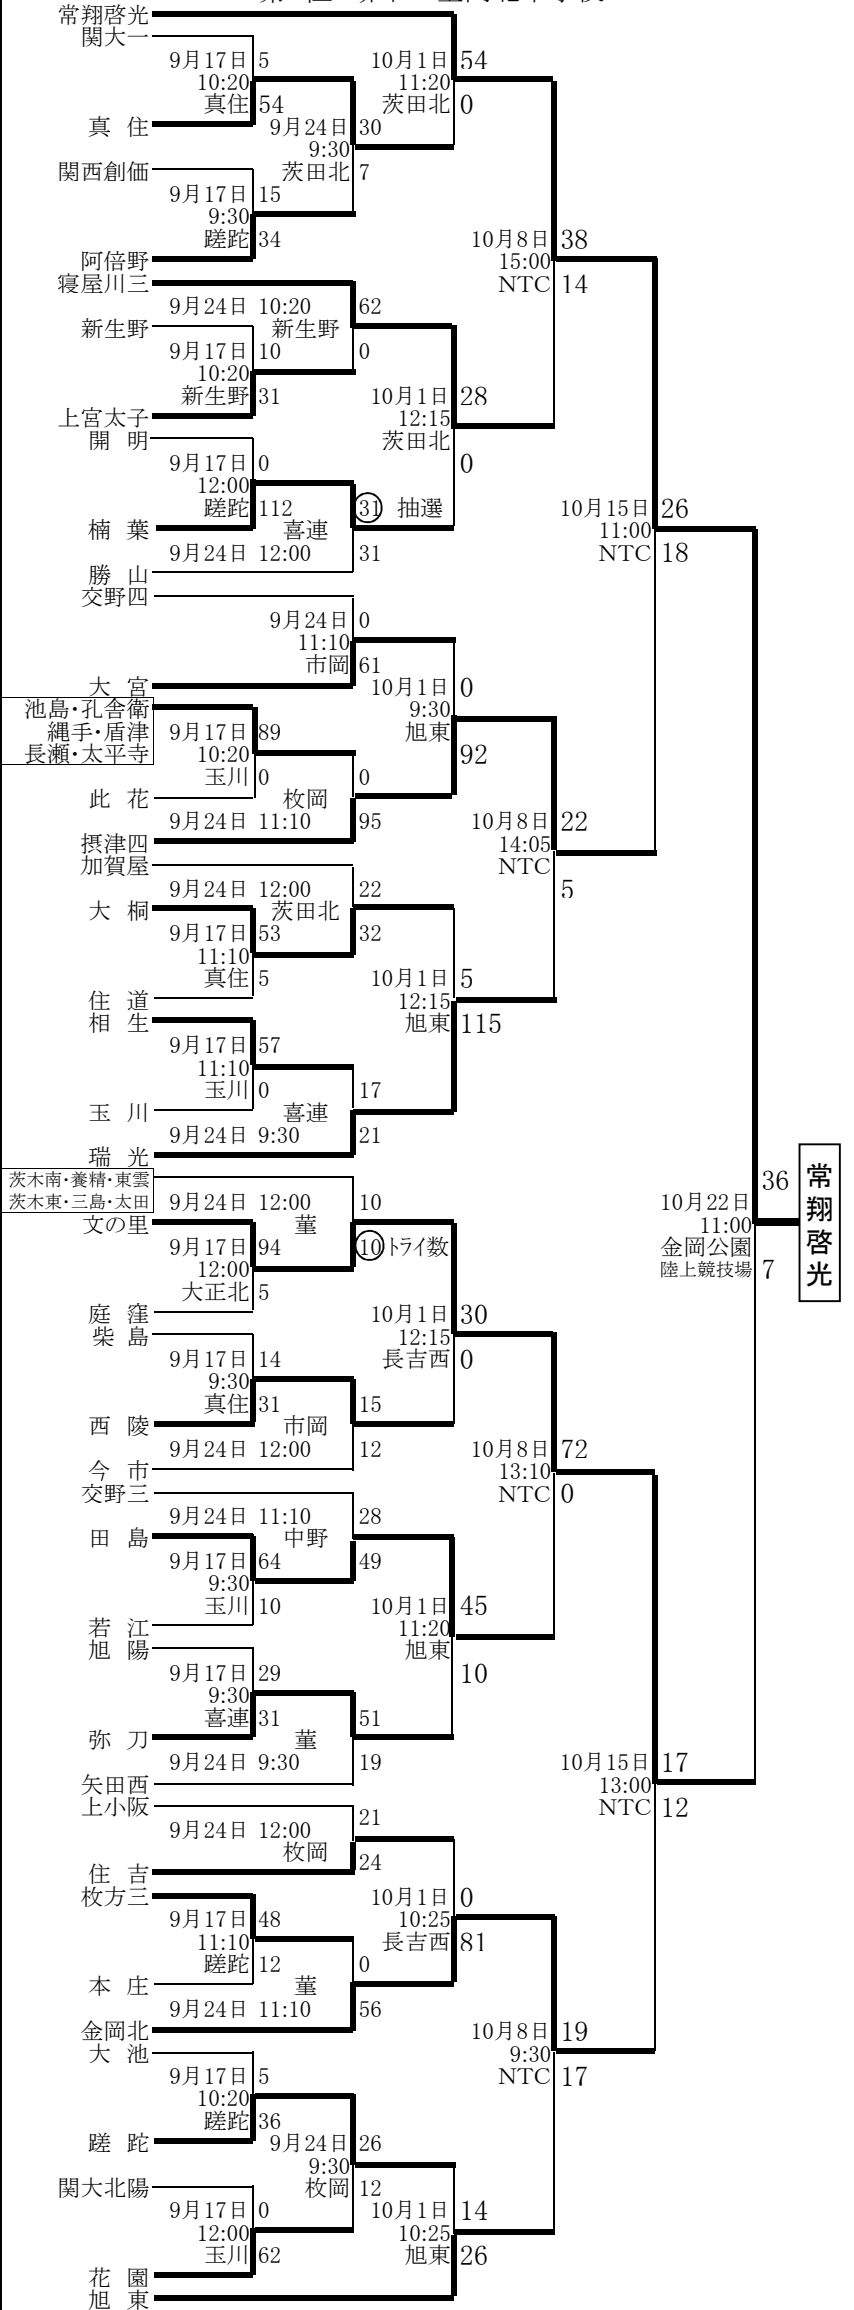 常翔啓光
関大一
9月17日 5
10:20
真住 54
真 住
10月1日 54
11:20
茨田北 0
9月24日 30
9:30
茨田北 7
関西創価
9月17日 15
9:30
蹉跎 34
阿倍野
10月8日 38
15:00
NTC 14
寝屋川三
9月24日 10:20 62
新生野 新生野
9月17日 10 0
10:20
新生野 31
上宮太子
10月1日 28
12:15
茨田北
0
開 明
9月17日 0
12:00
蹉跎 112
楠 葉
喜連 31 抽選
9月24日 12:00 31
勝 山
10月15日 26
11:00
NTC 18
交野四
9月24日 0
11:10
市岡 61
大 宮
10月1日 0
9:30
旭東
92
池島・孔舎衛
縄手・盾津
長瀬・太平寺
9月17日 89
10:20
玉川 0
此 花
枚岡 0
9月24日 11:10 95
摂津四
10月8日 22
14:05
NTC
5
加賀屋
9月24日 12:00 22
大 桐 茨田北
9月17日 53 32
11:10
真住 5
住 道
10月1日 5
12:15
旭東 115
相 生
9月17日 57
11:10
玉川 0
玉 川
喜連 17
9月24日 9:30 21
瑞 光
茨木南・養精・東雲
茨木東・三島・太田
9月24日 12:00 10
文の里 菫
9月17日 94 10 トライ数
12:00
大正北 5
庭 窪
36
10月22日
11:00
金岡公園
陸上競技場 7
常翔啓光
10月1日 30
12:15
長吉西 0
柴 島
9月17日 14
9:30
真住 31
西 陵
市岡 15
9月24日 12:00 12
今 市
10月8日 72
13:10
NTC 0
交野三
9月24日 11:10 28
田 島 中野
9月17日 64 49
9:30
玉川 10
若 江
10月1日 45
11:20
旭東
10
旭 陽
9月17日 29
9:30
喜連 31
弥 刀
菫 51
9月24日 9:30 19
矢田西
10月15日 17
13:00
NTC 12
上小阪
9月24日 12:00 21
枚岡 24
住 吉
10月1日 0
10:25
長吉西 81
枚方三
9月17日 48
11:10
蹉跎 12
本 庄
菫 0
9月24日 11:10 56
金岡北
10月8日 19
9:30
NTC 17
大 池
9月17日 5
10:20
蹉跎 36
蹉 跎
9月24日 26
9:30
枚岡 12
関大北陽
9月17日 0
12:00
玉川 62
花 園
10月1日 14
10:25
旭東 26
旭 東